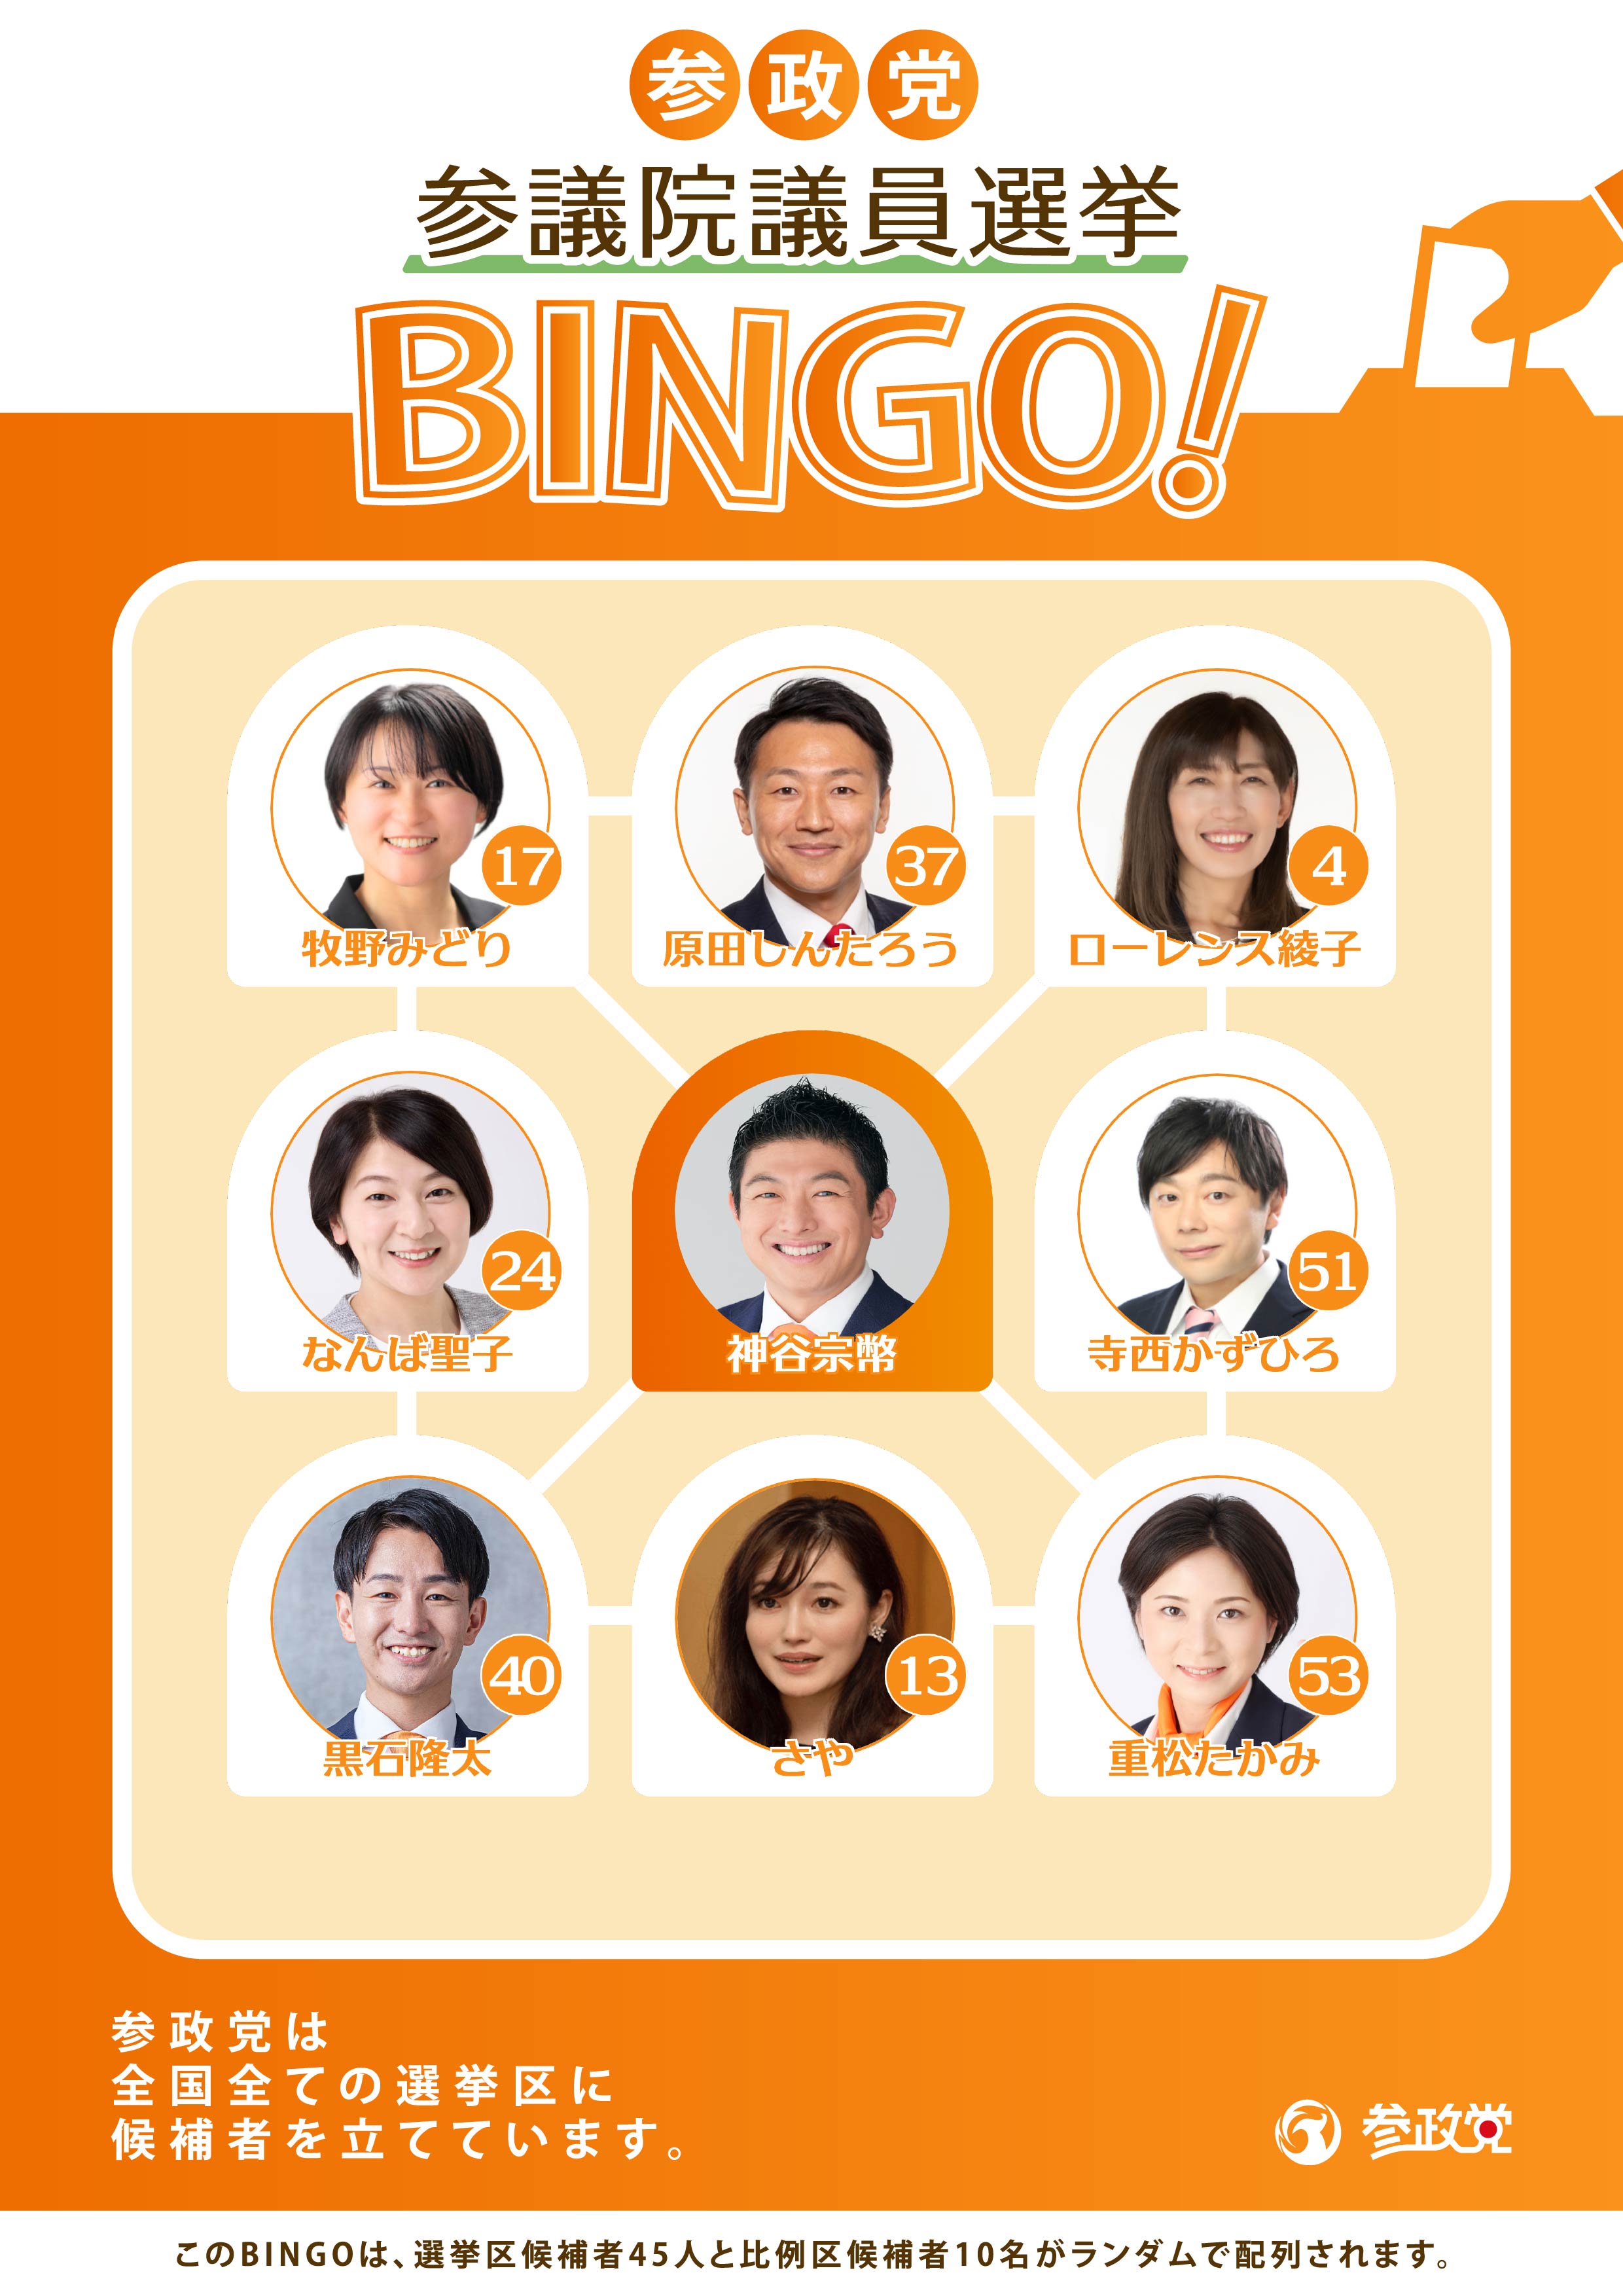 参政党
参議院議員選挙
BINGO!
17
牧野みどり
37
原田しんたろう
4
ローレンス綾子
24
なんば聖子
神谷宗幣
51
寺西かずひろ
40
黒石隆太
13
さや
53
重松たかみ
参政党は
全国全ての選挙区に
候補者を立てています。
参政党
このBINGOは、選挙区候補者45人と比例区候補者10名がランダムで配列されます。